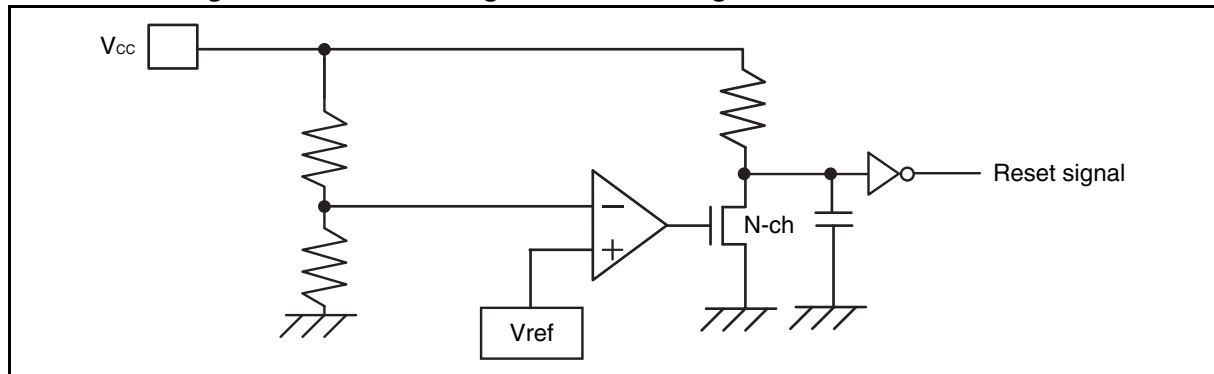 Vcc
−
+
N-ch
Reset signal
Vref